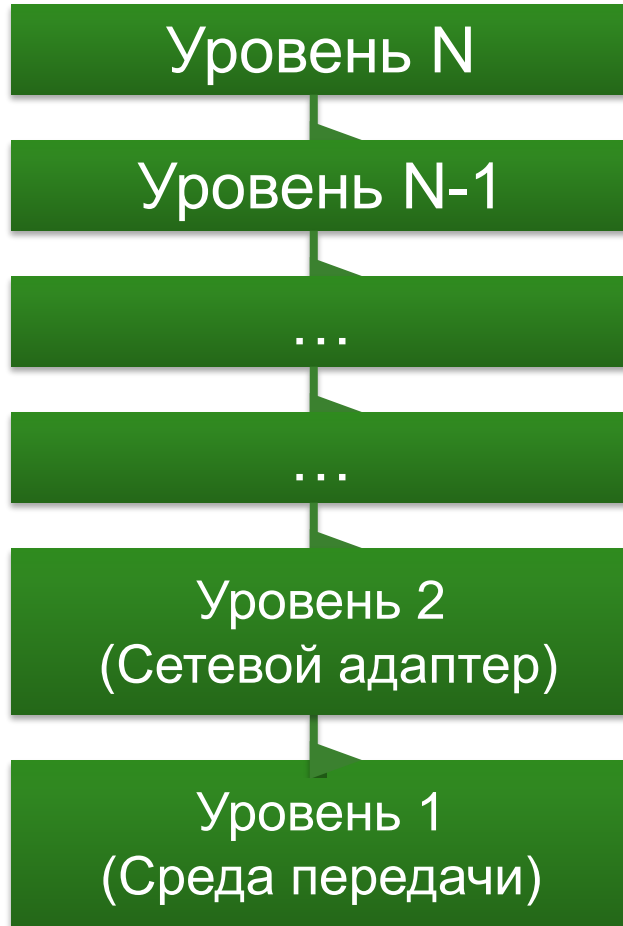 Уровень N
Уровень N-1
…
…
Уровень 2
(Сетевой адаптер)
Уровень 1
(Среда передачи)